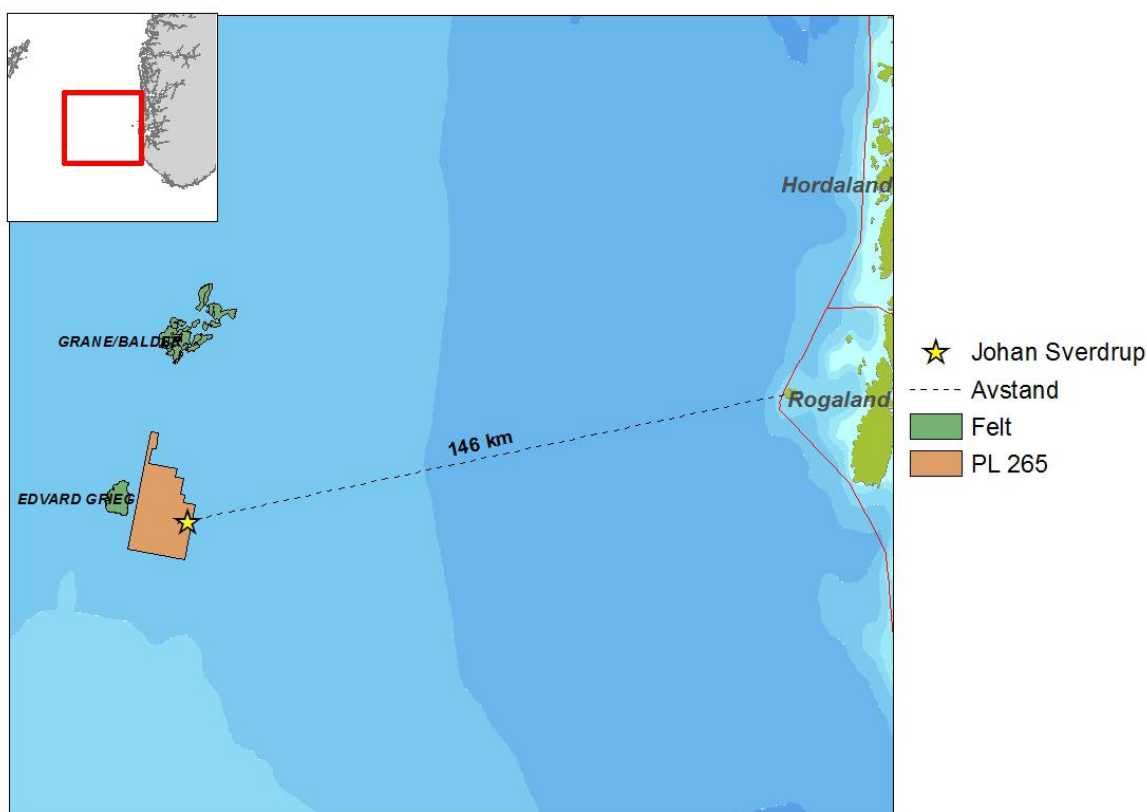 Hordaland
GRANE/BALDER
Johan Sverdrup
Avstand
Rogaland
Felt
146 km
PL 265
EDVARD GRIEG